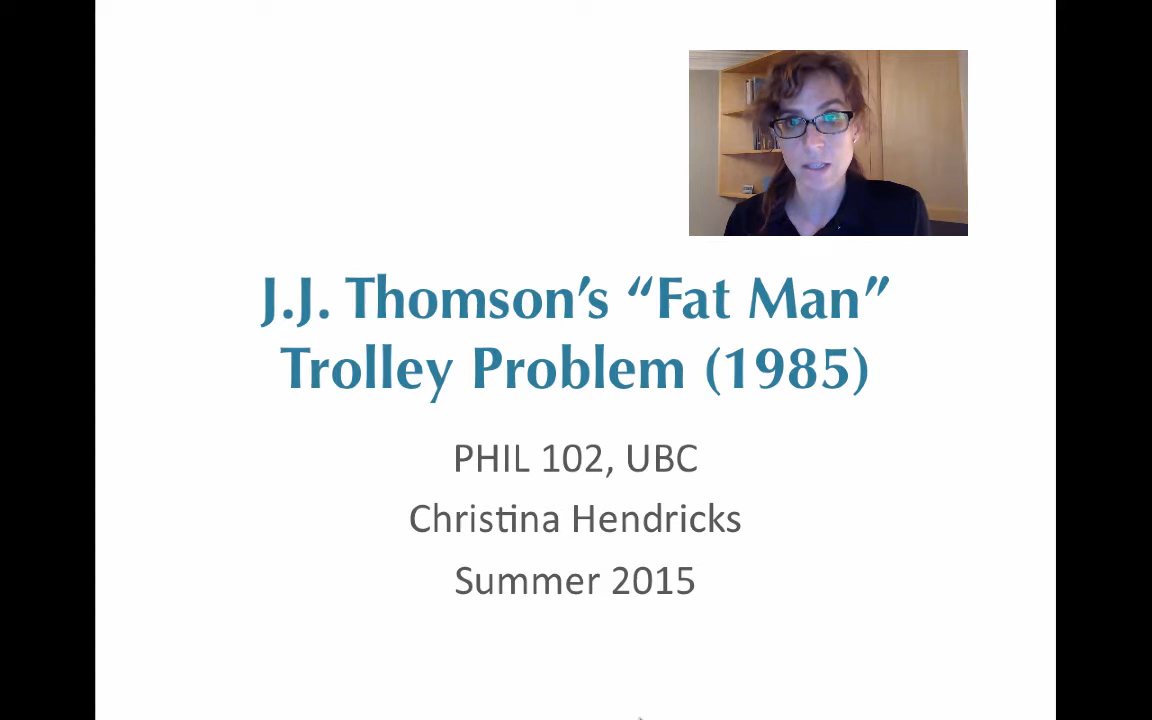 J.J. Thomson’s “Fat Man”
Trolley Problem (1985)
PHIL 102, UBC
Christina Hendricks
Summer 2015